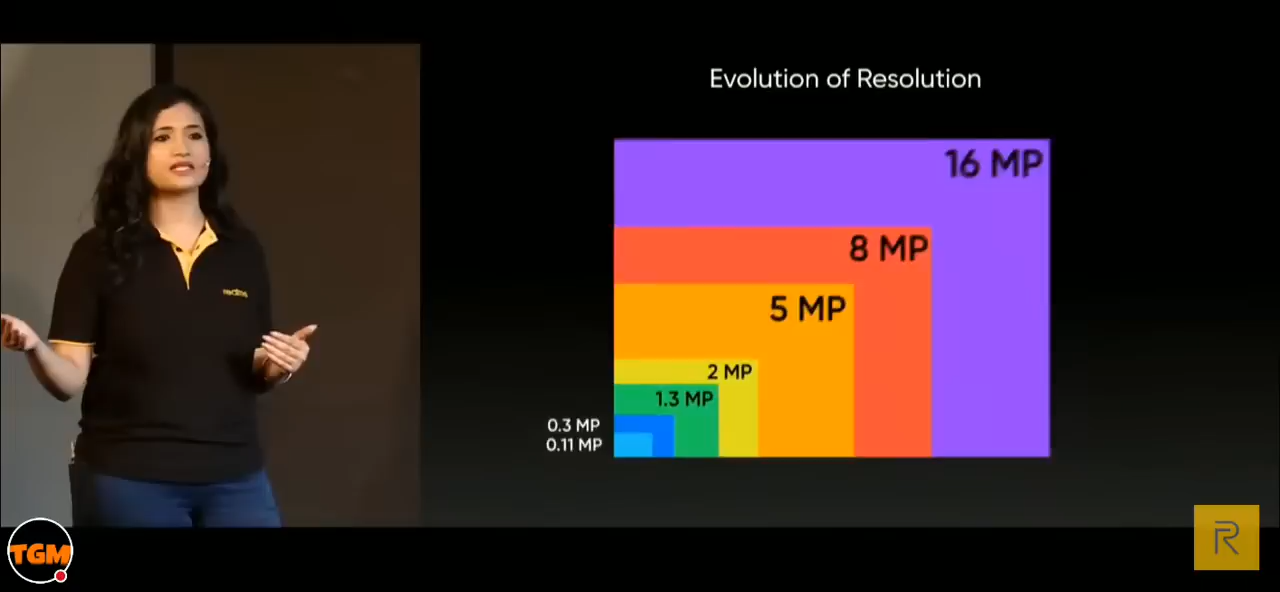 Evolution of Resolution
16 MP
8 MP
5 MP
2 MP
1.3 MP
0.3 MP
0.11 MP
realme
TGM
R